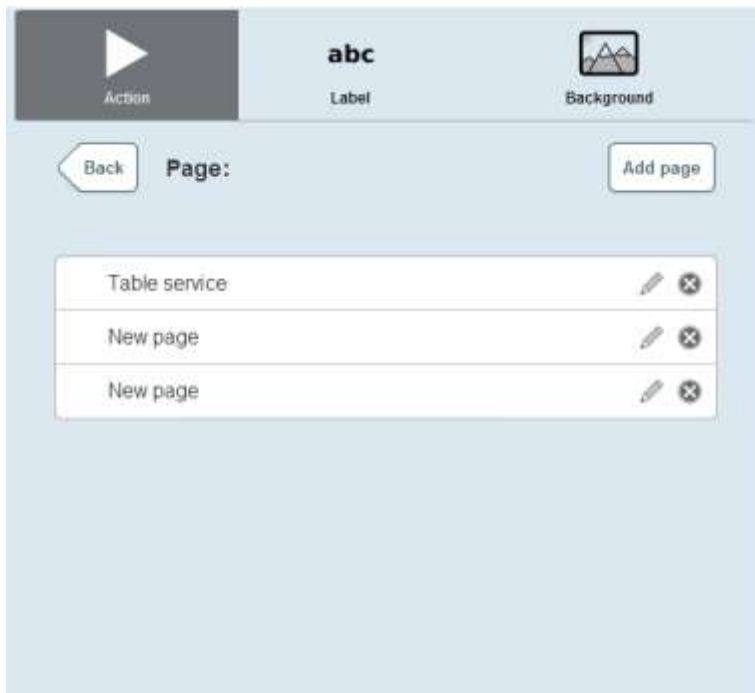 abc
Action
Label
Background
Back
Page:
Add page
Table service
New page
New page